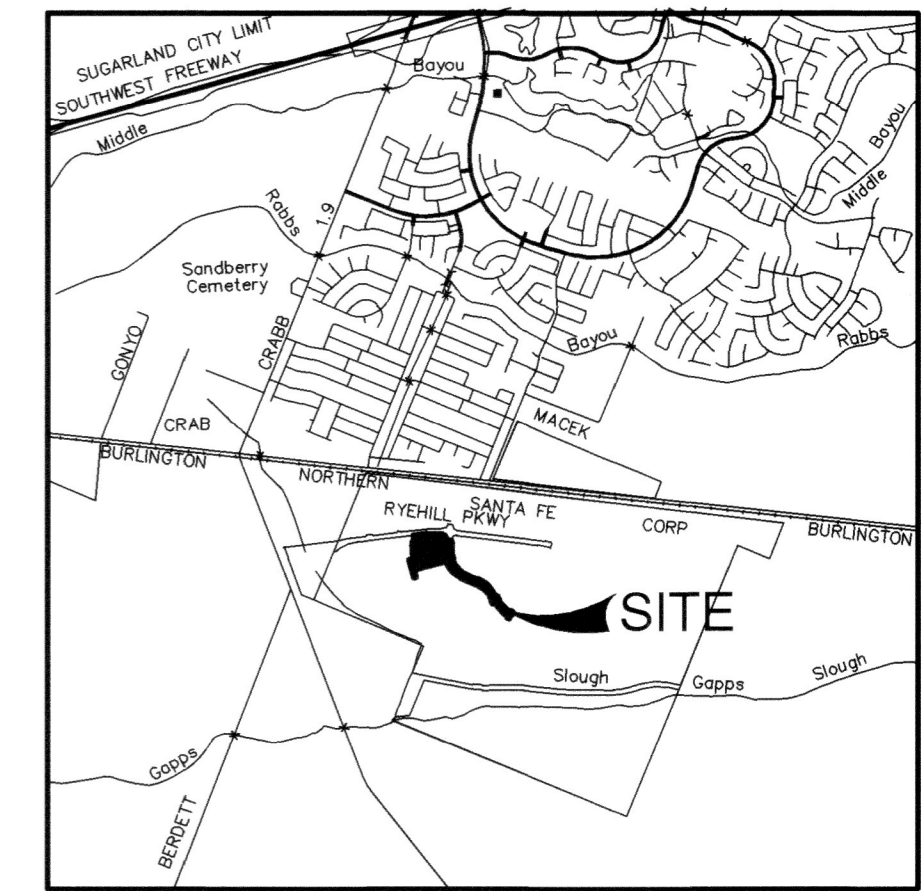 SUGARLAND CITY LIMIT
SOUTHWEST FREEWAY
Bayou
Middle
Bayou
Middle
Rabbs
1.9
Sandberry
Cemetery
GONYO
CRABB
Bayou
Rabbs
CRAB
MACEK
BURLINGTON
NORTHERN
SANTA FE
RYEHILL PKWY
CORP
BURLINGTON
SITE
Slough
Gapps
Slough
Gapps
BERDETT